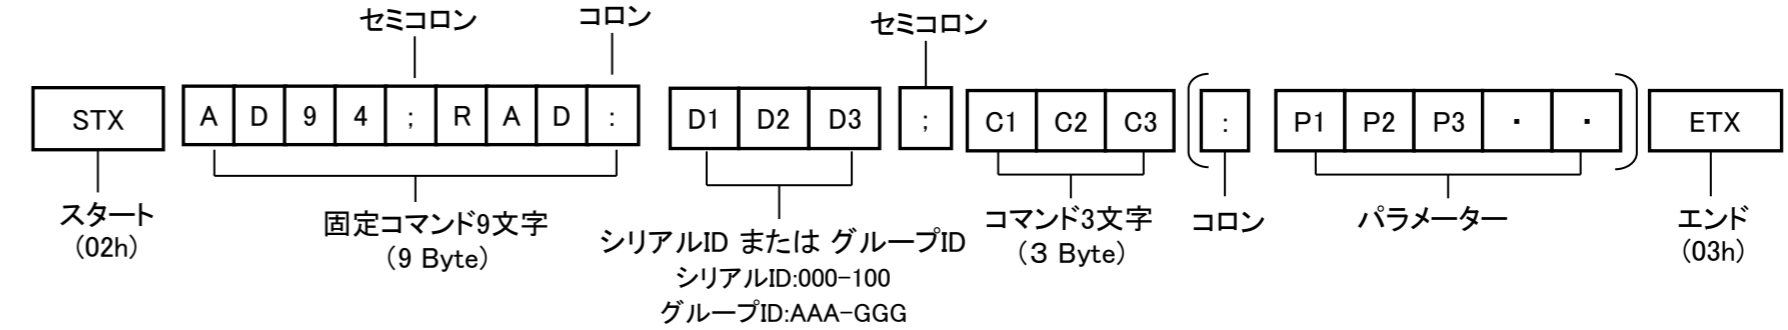 セミコロン コロン セミコロン
STX A D 9 4 ; R A D : D1 D2 D3 ; C1 C2 C3 ( : P1 P2 P3 ・ ・ ) ETX
スタート
(02h)
固定コマンド9文字
(9 Byte)
シリアルID または グループID
シリアルID:000-100
グループID:AAA-GGG
コマンド3文字
(3 Byte)
コロン
パラメーター
エンド
(03h)